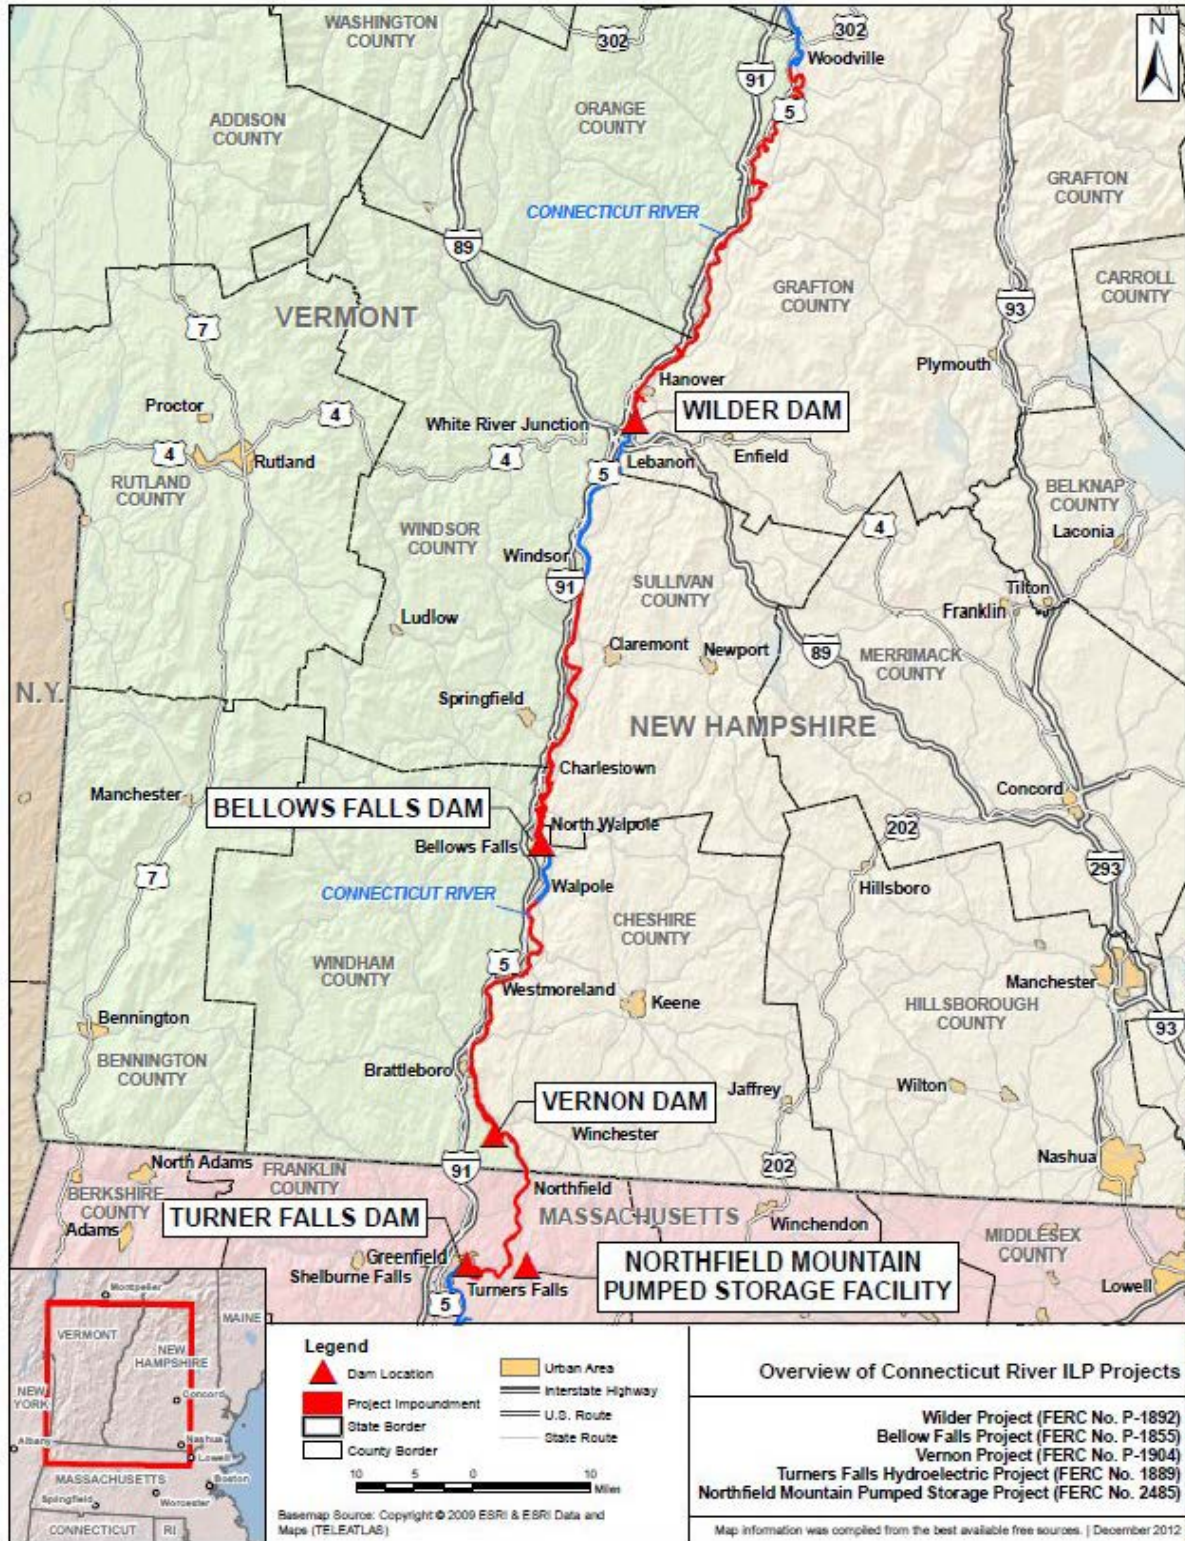 WASHINGTON
COUNTY
302
302
N
Woodville
91
5
ADDISON
COUNTY
ORANGE
COUNTY
GRAFTON
COUNTY
CONNECTICUT RIVER
89
GRAFTON
COUNTY
CARROLL
COUNTY
VERMONT
7
93
Plymouth
Hanover
WILDER DAM
Proctor
4
White River Junction
4
Rutland
4
5
Lebanon
Enfield
RUTLAND
COUNTY
BELKNAP
COUNTY
4
Laconia
WINDSOR
COUNTY
Windsor
91
SULLIVAN
COUNTY
Tilton
Franklin
Ludlow
Claremont
Newport
89
MERRIMACK
COUNTY
N.Y.
Springfield
NEW HAMPSHIRE
Charlestown
Manchester
BELLOWS FALLS DAM
Concord
North Walpole
Bellows Falls
202
293
7
Walpole
Hillsboro
CONNECTICUT RIVER
CHESHIRE
COUNTY
WINDHAM
COUNTY
5
Westmoreland
Keene
Manchester
HILLSBOROUGH
COUNTY
Bennington
93
BENNINGTON
COUNTY
Brattleboro
Jaffrey
Wilton
VERNON DAM
Winchester
Nashua
North Adams
FRANKLIN
COUNTY
91
202
BERKSHIRE
COUNTY
Northfield
Adams
TURNER FALLS DAM
MASSACHUSETTS
Winchendon
MIDDLESEX
COUNTY
Greenfield
Shelburne Falls
Turners Falls
5
NORTHFIELD MOUNTAIN
PUMPED STORAGE FACILITY
Lowell
Montpelier
MAINE
VERMONT
NEW
HAMPSHIRE
NEW
YORK
Concord
Albany
Nashua
Lowell
MASSACHUSETTS
Boston
Springfield
Worcester
CONNECTICUT
RI
Legend
Dam Location
Project Impoundment
State Border
County Border
Urban Area
Interstate Highway
U.S. Route
State Route
10 5 0 10
Miles
Basemap Source: Copyright © 2009 ESRI & ESRI Data and
Maps (TELEATLAS)
Overview of Connecticut River ILP Projects
Wilder Project (FERC No. P-1892)
Bellow Falls Project (FERC No. P-1855)
Vernon Project (FERC No. P-1904)
Turners Falls Hydroelectric Project (FERC No. 1889)
Northfield Mountain Pumped Storage Project (FERC No. 2485)
Map information was compiled from the best available free sources. | December 2012